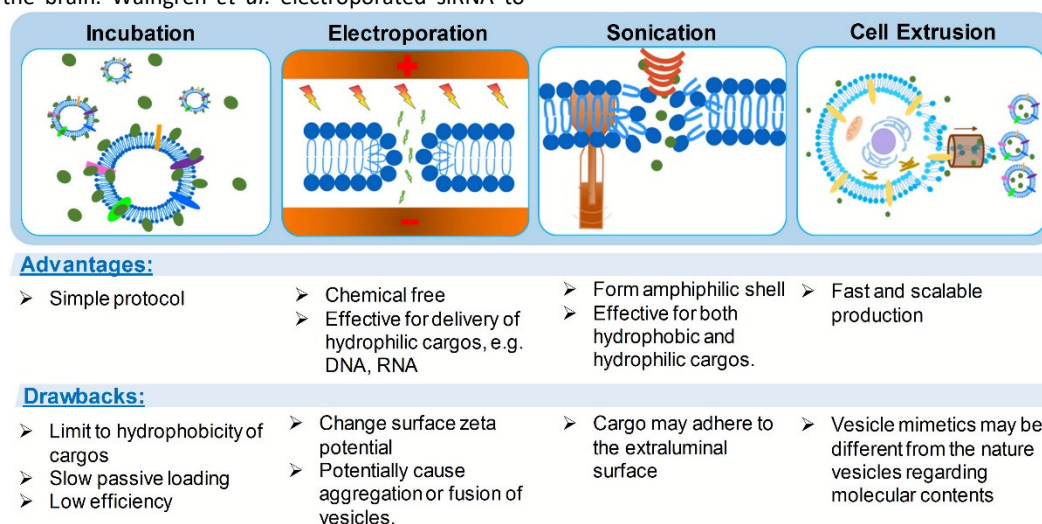 the brain. Walhgren et al. electroporated siRNA to
Incubation
Electroporation
Sonication
Cell Extrusion
+
-
Advantages:
➢ Simple protocol
➢ Chemical free
➢ Effective for delivery of
hydrophilic cargos, e.g.
DNA, RNA
➢ Form amphiphilic shell
➢ Effective for both
hydrophobic and
hydrophilic cargos.
➢ Fast and scalable
production
Drawbacks:
➢ Limit to hydrophobicity of
cargos
➢ Slow passive loading
➢ Low efficiency
➢ Change surface zeta
potential
➢ Potentially cause
aggregation or fusion of
vesicles.
➢ Cargo may adhere to
the extraluminal
surface
➢ Vesicle mimetics may be
different from the nature
vesicles regarding
molecular contents